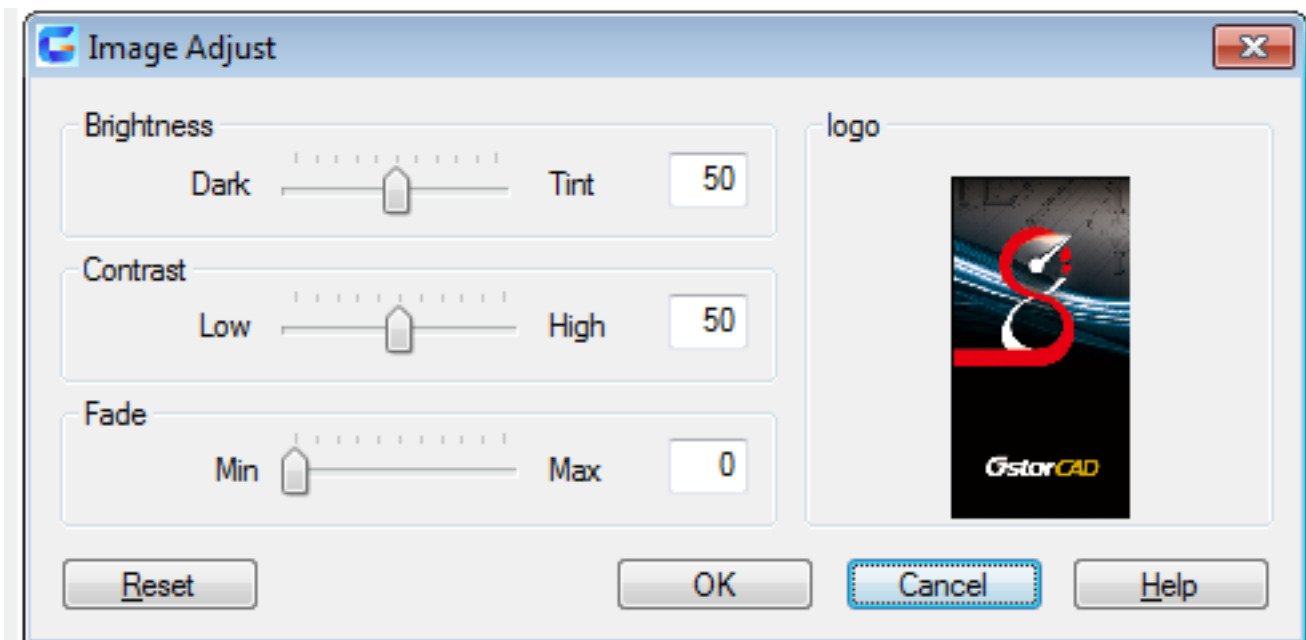 Image Adjust
Brightness
Dark
Tint
50
Contrast
Low
High
50
Fade
Min
Max
0
logo
GstarCAD
Reset
OK
Cancel
Help